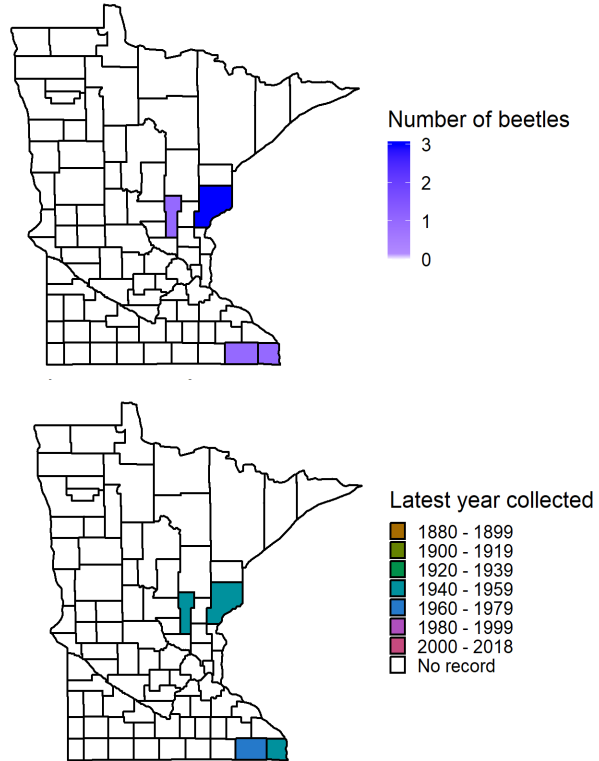 Number of beetles
3
2
1
0
Latest year collected
1880 - 1899
1900 - 1919
1920 - 1939
1940 - 1959
1960 - 1979
1980 - 1999
2000 - 2018
No record